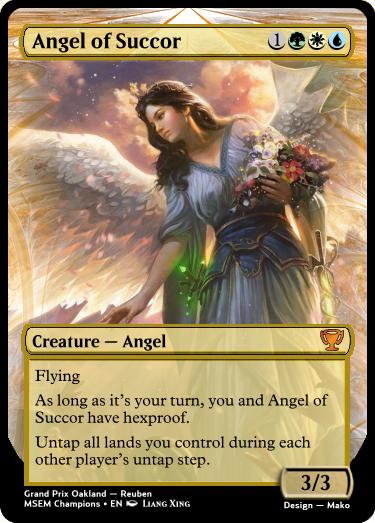 Angel of Succor 1
Creature — Angel
Flying
As long as it's your turn, you and Angel of
Succor have hexproof.
Untap all lands you control during each
other player's untap step.
3/3
Grand Prix Oakland — Reuben
MSEM Champions • EN Liang Xing
Design — Mako